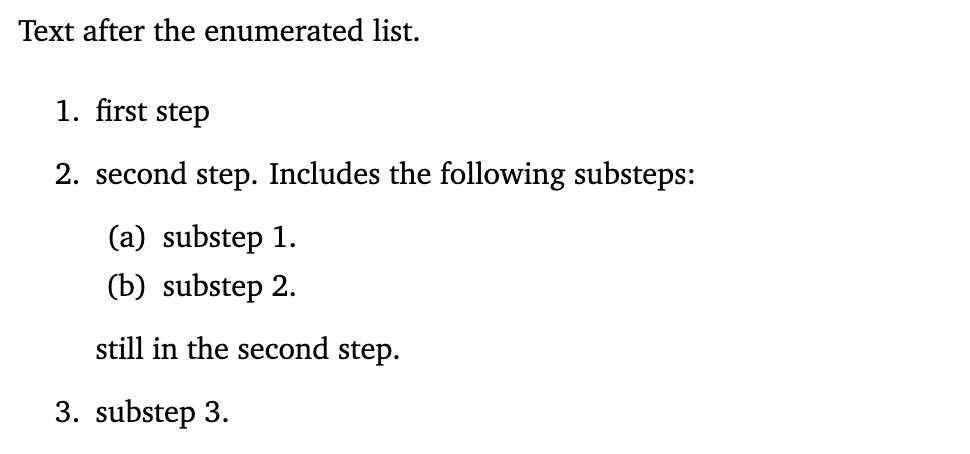 Text after the enumerated list.
1. first step
2. second step. Includes the following substeps:
(a) substep 1.
(b) substep 2.
still in the second step.
3. substep 3.